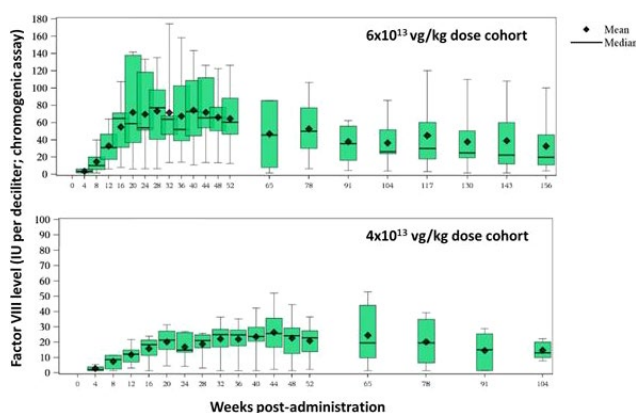 6x10¹³ vg/kg dose cohort
Mean
Median
180
160
140
120
100
80
60
40
20
0
0 4 8 12 16 20 24 28 32 36 40 44 48 52 65 78 91 104 117 130 143 156
Factor VIII level (IU per deciliter; chromogenic assay)
4x10¹³ vg/kg dose cohort
100
90
80
70
60
50
40
30
20
10
0
0 4 8 12 16 20 24 28 32 36 40 44 48 52 65 78 91 104
Weeks post-administration